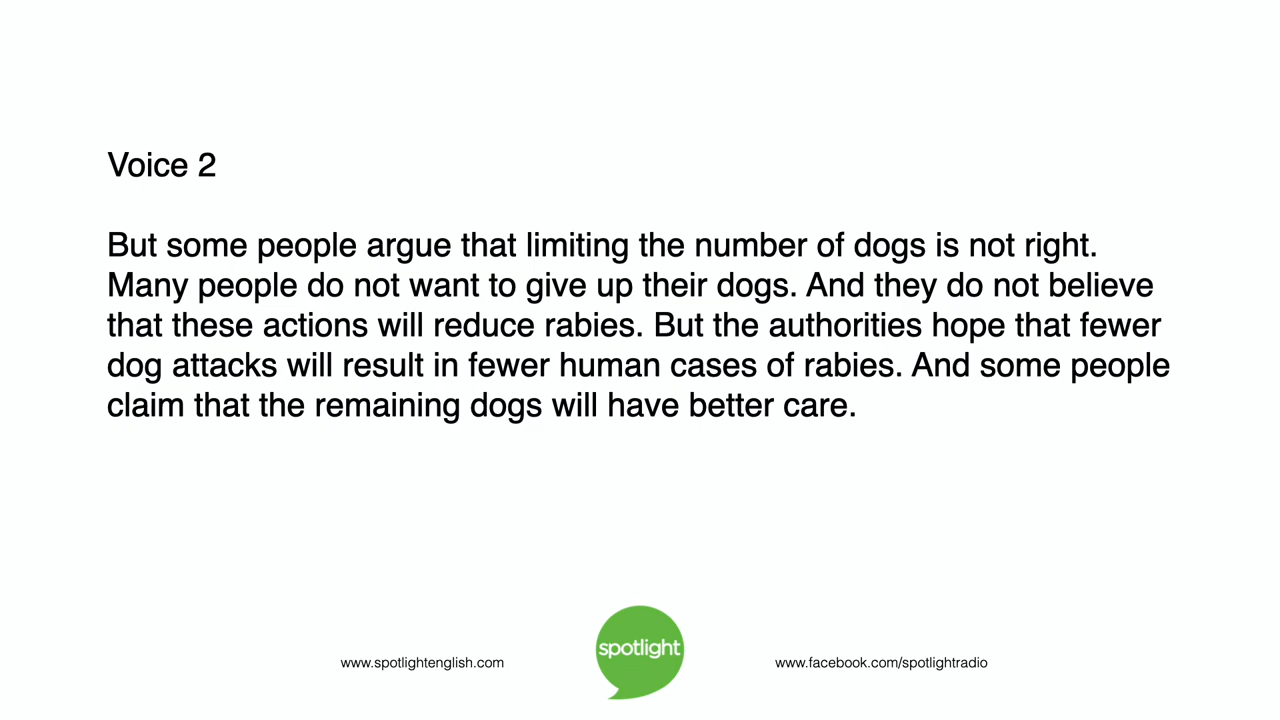 Voice 2
But some people argue that limiting the number of dogs is not right.
Many people do not want to give up their dogs. And they do not believe
that these actions will reduce rabies. But the authorities hope that fewer
dog attacks will result in fewer human cases of rabies. And some people
claim that the remaining dogs will have better care.
www.spotlightenglish.com
spotlight
www.facebook.com/spotlightradio